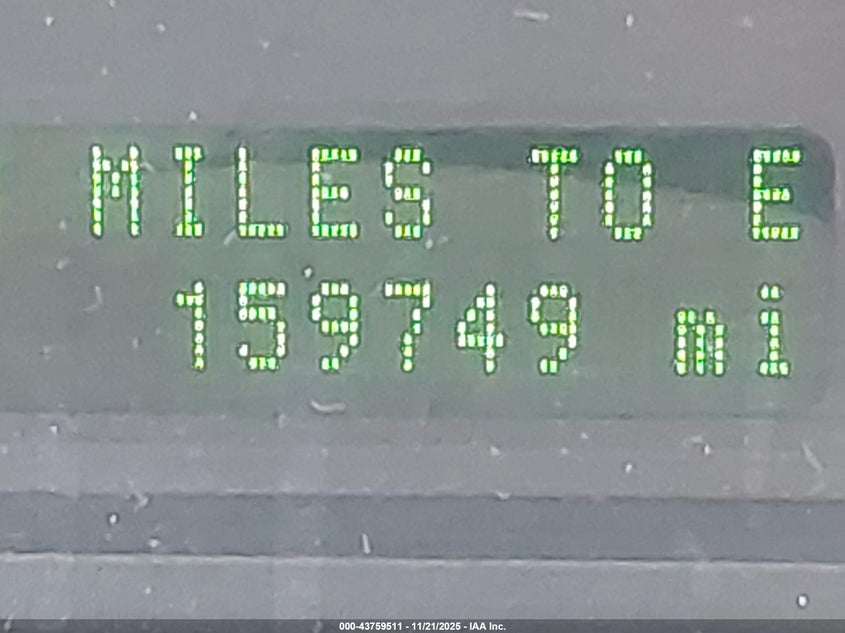 MILES TO E
159749 mi
000-43759511 - 11/21/2025 - IAA Inc.